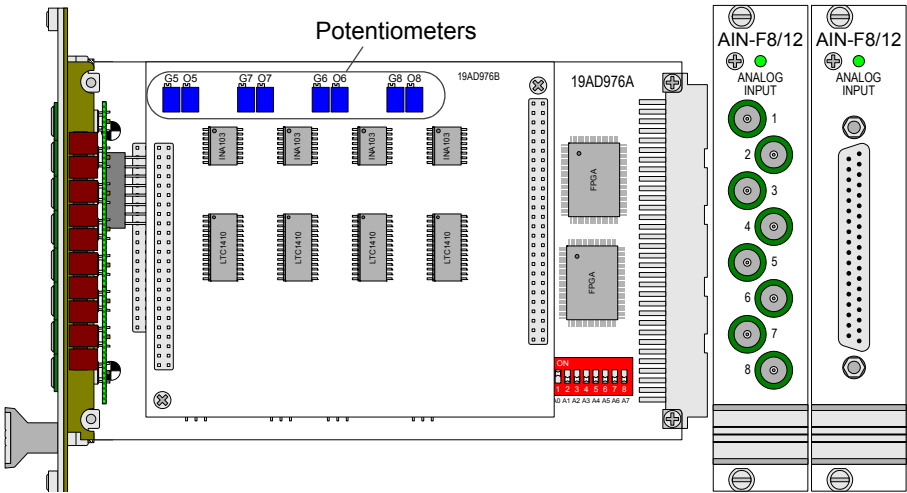 Potentiometers
AIN-F8/12 AIN-F8/12
ANALOG INPUT
ANALOG INPUT
G5 O5 G7 O7 G6 O6 G8 O8
19AD976B
19AD976A
INA103 INA103 INA103 INA103
FPGA
LTC1410 LTC1410 LTC1410 LTC1410
FPGA
ON
1 2 3 4 5 6 7 8
A0 A1 A2 A3 A4 A5 A6 A7
1
2
3
4
5
6
7
8